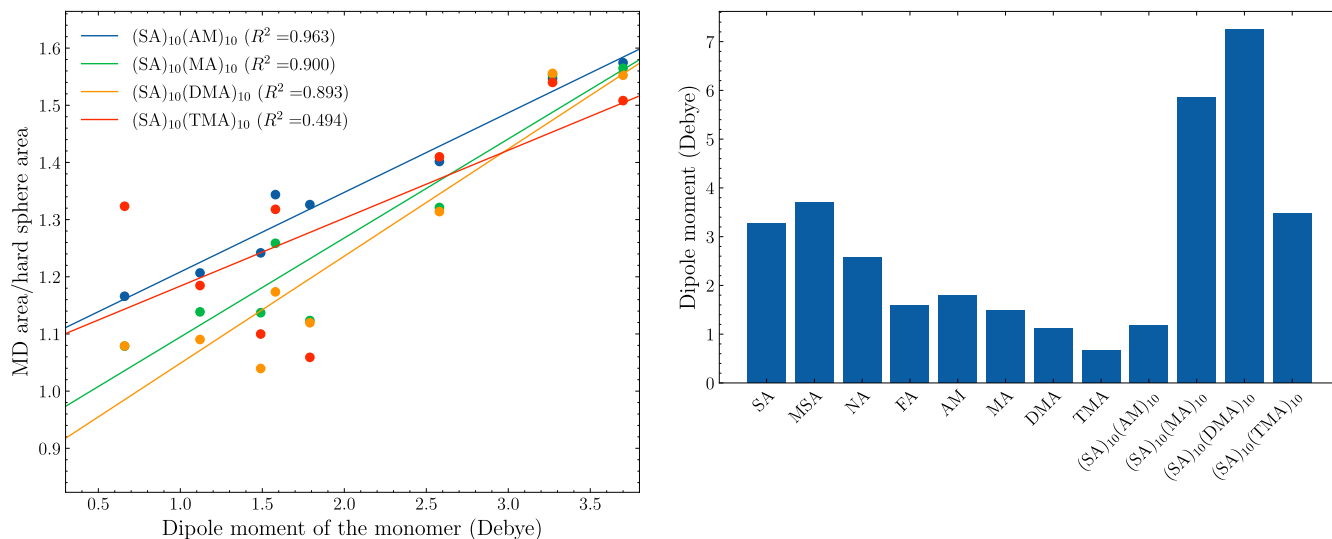 (SA)₁₀(AM)₁₀ (R² =0.963)
(SA)₁₀(MA)₁₀ (R² =0.900)
(SA)₁₀(DMA)₁₀ (R² =0.893)
(SA)₁₀(TMA)₁₀ (R² =0.494)
MD area/hard sphere area
1.6
1.5
1.4
1.3
1.2
1.1
1.0
0.9
0.5 1.0 1.5 2.0 2.5 3.0 3.5
Dipole moment of the monomer (Debye)
Dipole moment (Debye)
7
6
5
4
3
2
1
0
SA
MSA
NA
FA
AM
MA
DMA
TMA
(SA)₁₀(AM)₁₀
(SA)₁₀(MA)₁₀
(SA)₁₀(DMA)₁₀
(SA)₁₀(TMA)₁₀